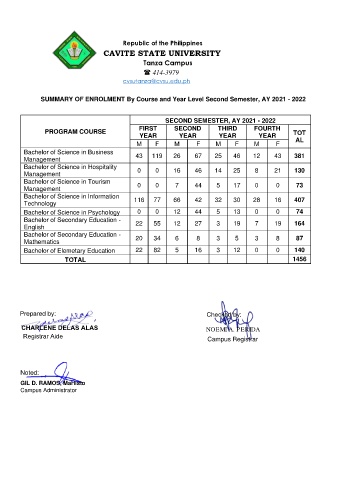 Republic of the Philippines
CAVITE STATE UNIVERSITY
Tanza Campus
☎ 414-3979
cvsutanza@cvsu.edu.ph
SUMMARY OF ENROLMENT By Course and Year Level Second Semester, AY 2021 - 2022
PROGRAM COURSE SECOND SEMESTER, AY 2021 - 2022
FIRST YEAR SECOND YEAR THIRD YEAR FOURTH YEAR TOTAL
M F M F M F M F
Bachelor of Science in Business Management 43 119 26 67 25 46 12 43 381
Bachelor of Science in Hospitality Management 0 0 16 46 14 25 8 21 130
Bachelor of Science in Tourism Management 0 0 7 44 5 17 0 0 73
Bachelor of Science in Information Technology 116 77 66 42 32 30 28 16 407
Bachelor of Science in Psychology 0 0 12 44 5 13 0 0 74
Bachelor of Secondary Education - English 22 55 12 27 3 19 7 19 164
Bachelor of Secondary Education - Mathematics 20 34 6 8 3 5 3 8 87
Bachelor of Elementary Education 22 82 5 16 3 12 0 0 140
TOTAL 1456
Prepared by:
CHARLENE DELAS ALAS
Registrar Aide
Checked by:
NOEMI A. PERIDA
Campus Registrar
Noted:
GIL D. RAMOS,
Campus Administrator